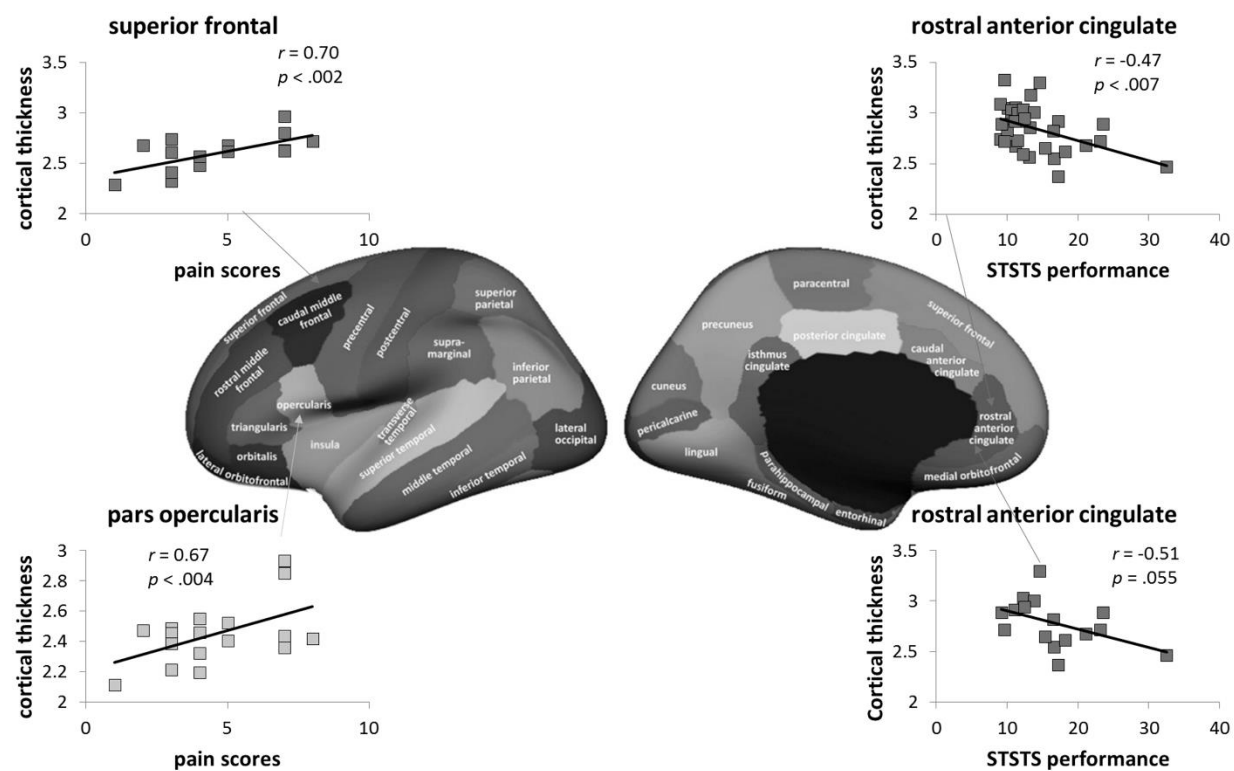 superior frontal
r = 0.70
p < .002
cortical thickness
3.5
3
2.5
2
0
5
10
pain scores
rostral anterior cingulate
r = -0.47
p < .007
cortical thickness
3.5
3
2.5
2
0
10
20
30
40
STSTS performance
superior frontal
caudal middle
frontal
precentral
postcentral
superior
parietal
rostral middle
frontal
supra-
marginal
inferior
parietal
opercularis
triangularis
transverse
temporal
insula
orbitalis
superior temporal
lateral
occipital
lateral orbitofrontal
middle temporal
inferior temporal
paracentral
superior frontal
precuneus
posterior cingulate
isthmus
cingulate
caudal
anterior
cingulate
cuneus
pericalcarine
rostral
anterior
cingulate
lingual
parahippocampal
medial orbitofrontal
fusiform
entorhinal
pars opercularis
r = 0.67
p < .004
cortical thickness
3
2.8
2.6
2.4
2.2
2
0
5
10
pain scores
rostral anterior cingulate
r = -0.51
p = .055
Cortical thickness
3.5
3
2.5
2
0
10
20
30
40
STSTS performance